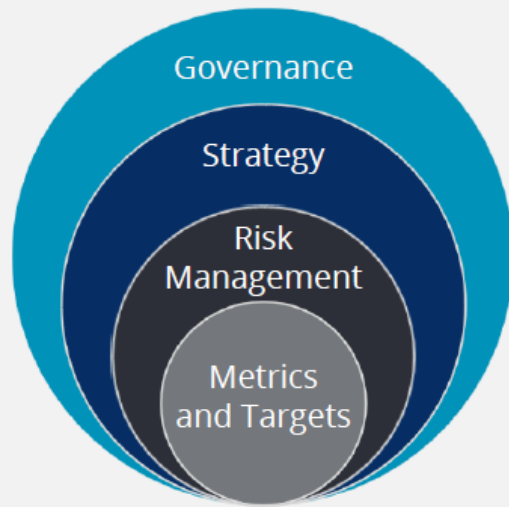 Governance
Strategy
Risk
Management
Metrics
and Targets